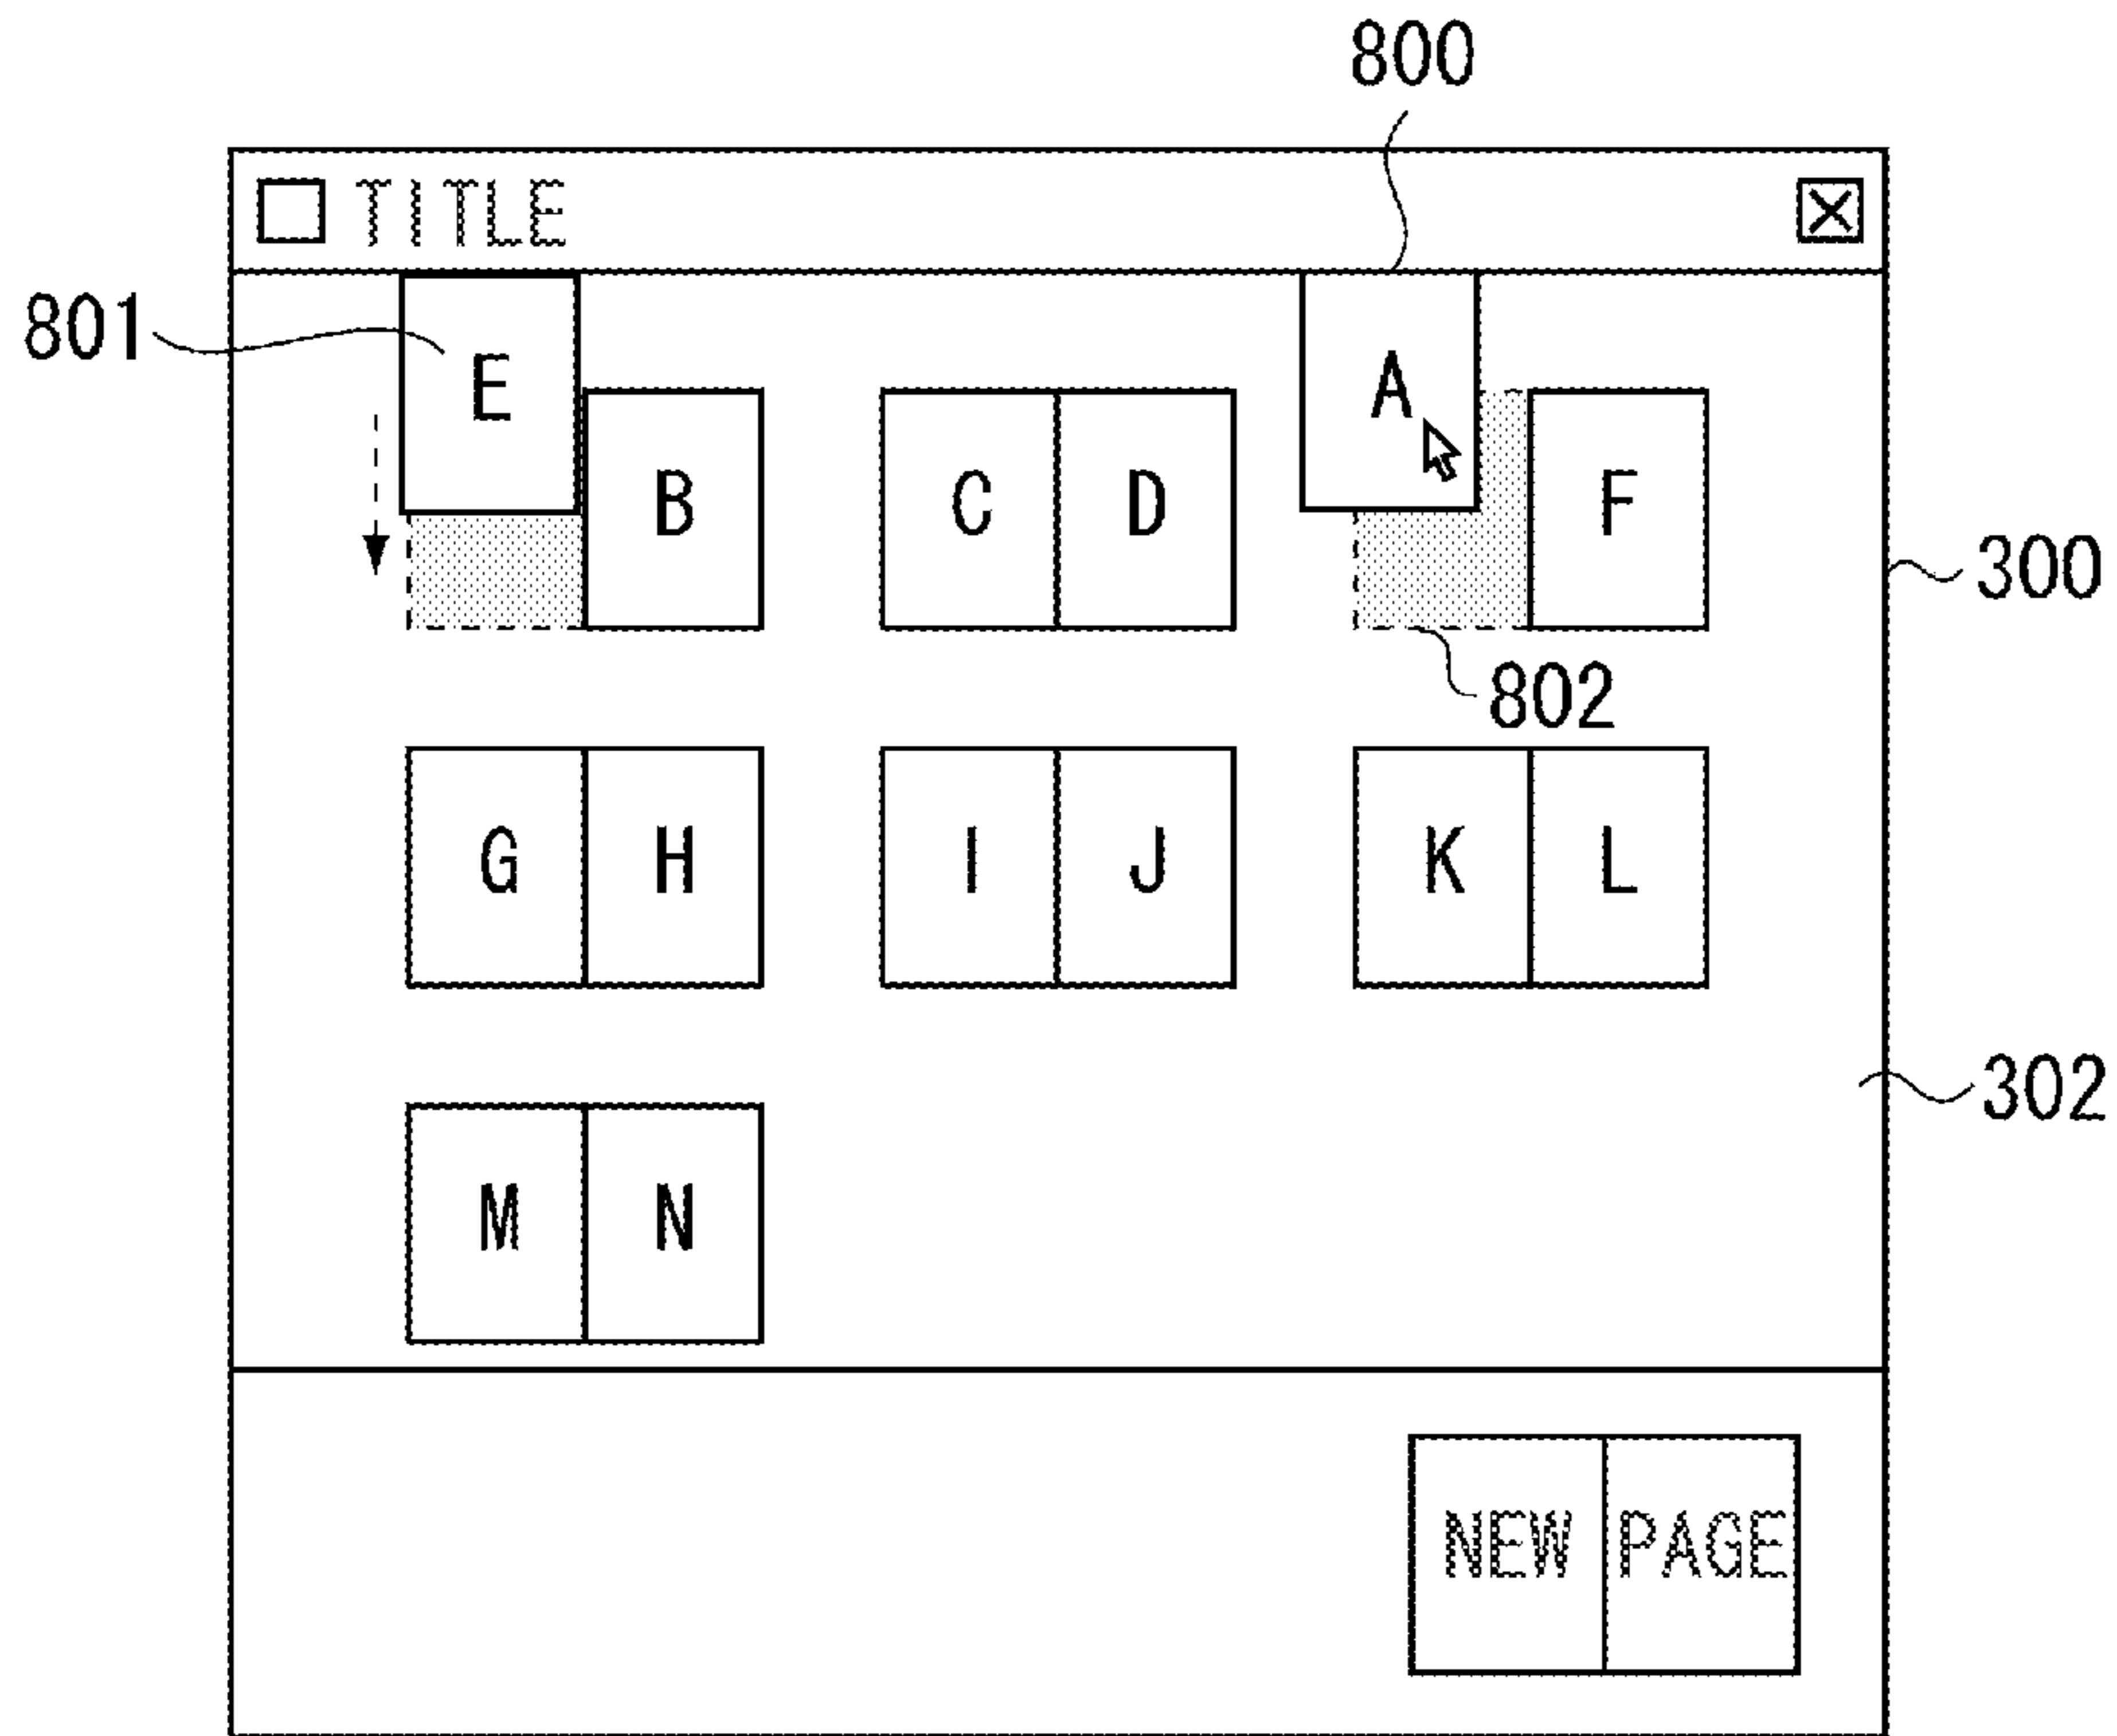 800
TITLE
801
E
A
B
C D
F
300
802
G H
I J
K L
302
M N
NEW PAGE